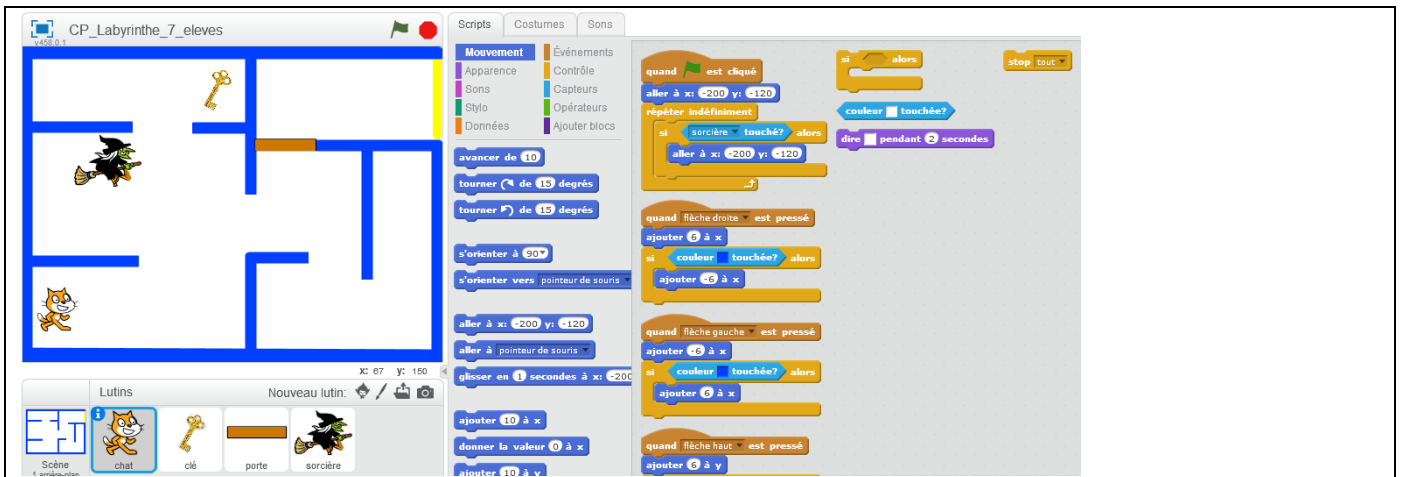 CP_Labyrinthe_7_eleves
v458.0.1
x: 67 y: 150
Lutins
Nouveau lutin:
Scène
1 arrière-plan
chat
clé
porte
sorcière
Scripts Costumes Sons
Mouvement Événements
Apparence Contrôle
Sons Capteurs
Stylo Opérateurs
Données Ajouter blocs
avancer de 10
tourner de 15 degrés
tourner de 15 degrés
s'orienter à 90
s'orienter vers pointeur de souris
aller à x: -200 y: -120
aller à pointeur de souris
glisser en 1 secondes à x: -200
ajouter 10 à x
donner la valeur 0 à x
ajouter 10 à y
quand est cliqué
aller à x: -200 y: -120
répéter indéfiniment
si sorcière touché? alors
aller à x: -200 y: -120
quand flèche droite est pressé
ajouter 6 à x
si couleur touchée? alors
ajouter -6 à x
quand flèche gauche est pressé
ajouter -6 à x
si couleur touchée? alors
ajouter 6 à x
quand flèche haut est pressé
ajouter 6 à y
si alors
couleur touchée?
dire pendant 2 secondes
stop tout